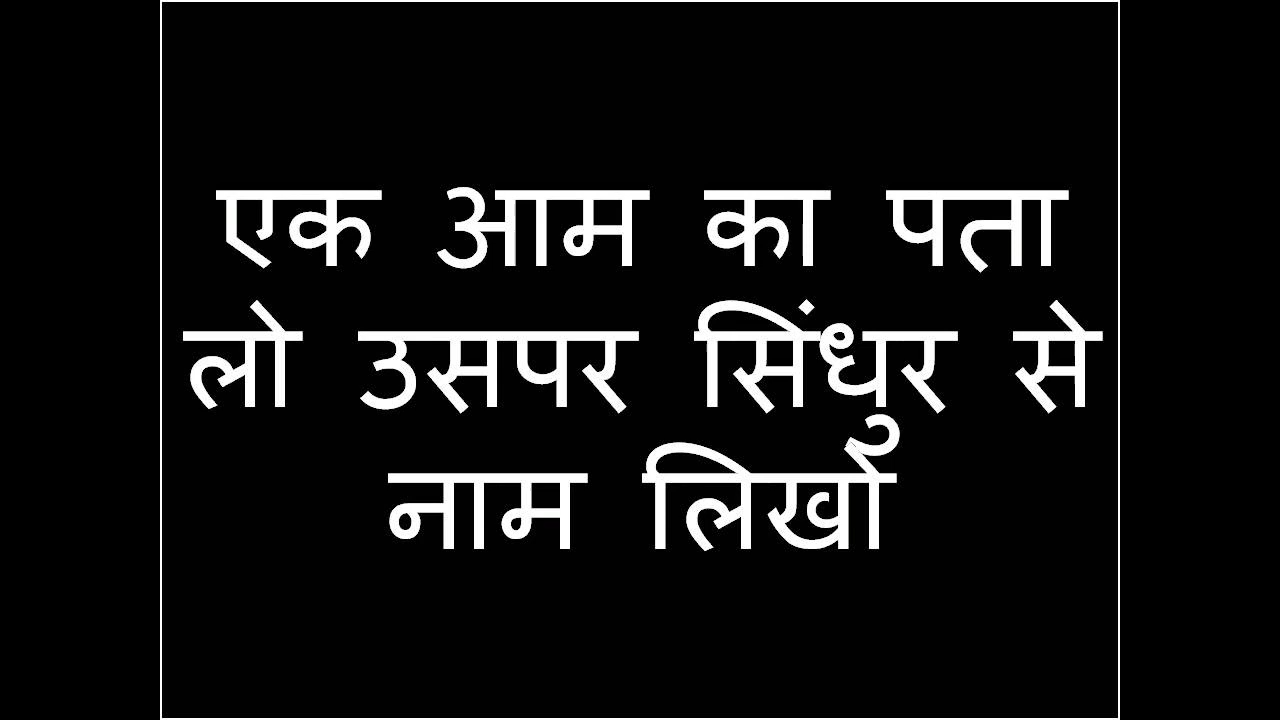 एक आम का पता
लो उसपर सिंधुर से
नाम लिखो